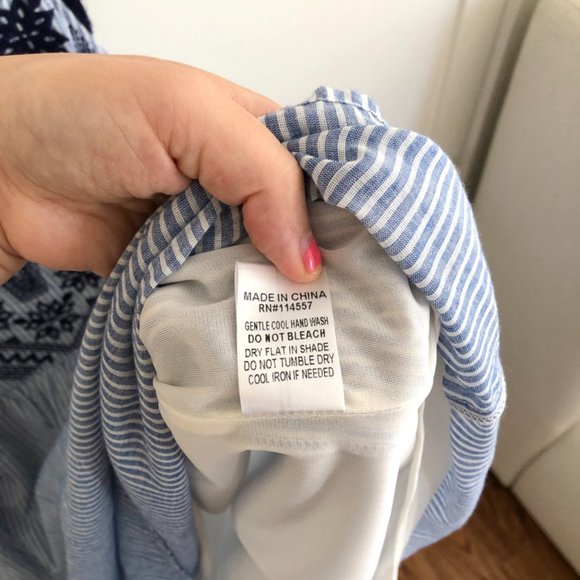 MADE IN CHINA
RN#114557
GENTLE COOL HAND WASH
DO NOT BLEACH
DRY FLAT IN SHADE
DO NOT TUMBLE DRY
COOL IRON IF NEEDED